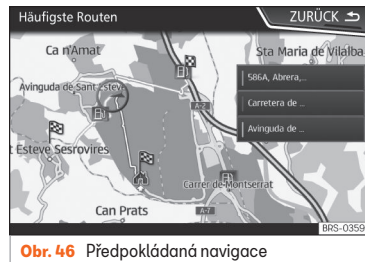 Häufigste Routen
ZURÜCK
Ca n'Amat
Sta Maria de Vilalba
586A, Abrera,...
Avinguda de Sant Esteve
A-2
Carretera de ...
Avinguda de ...
t Esteve Sesrovires
Carrer de Montserrat
Can Prats
A-7
BRS-0359
Obr. 46 Předpokládaná navigace